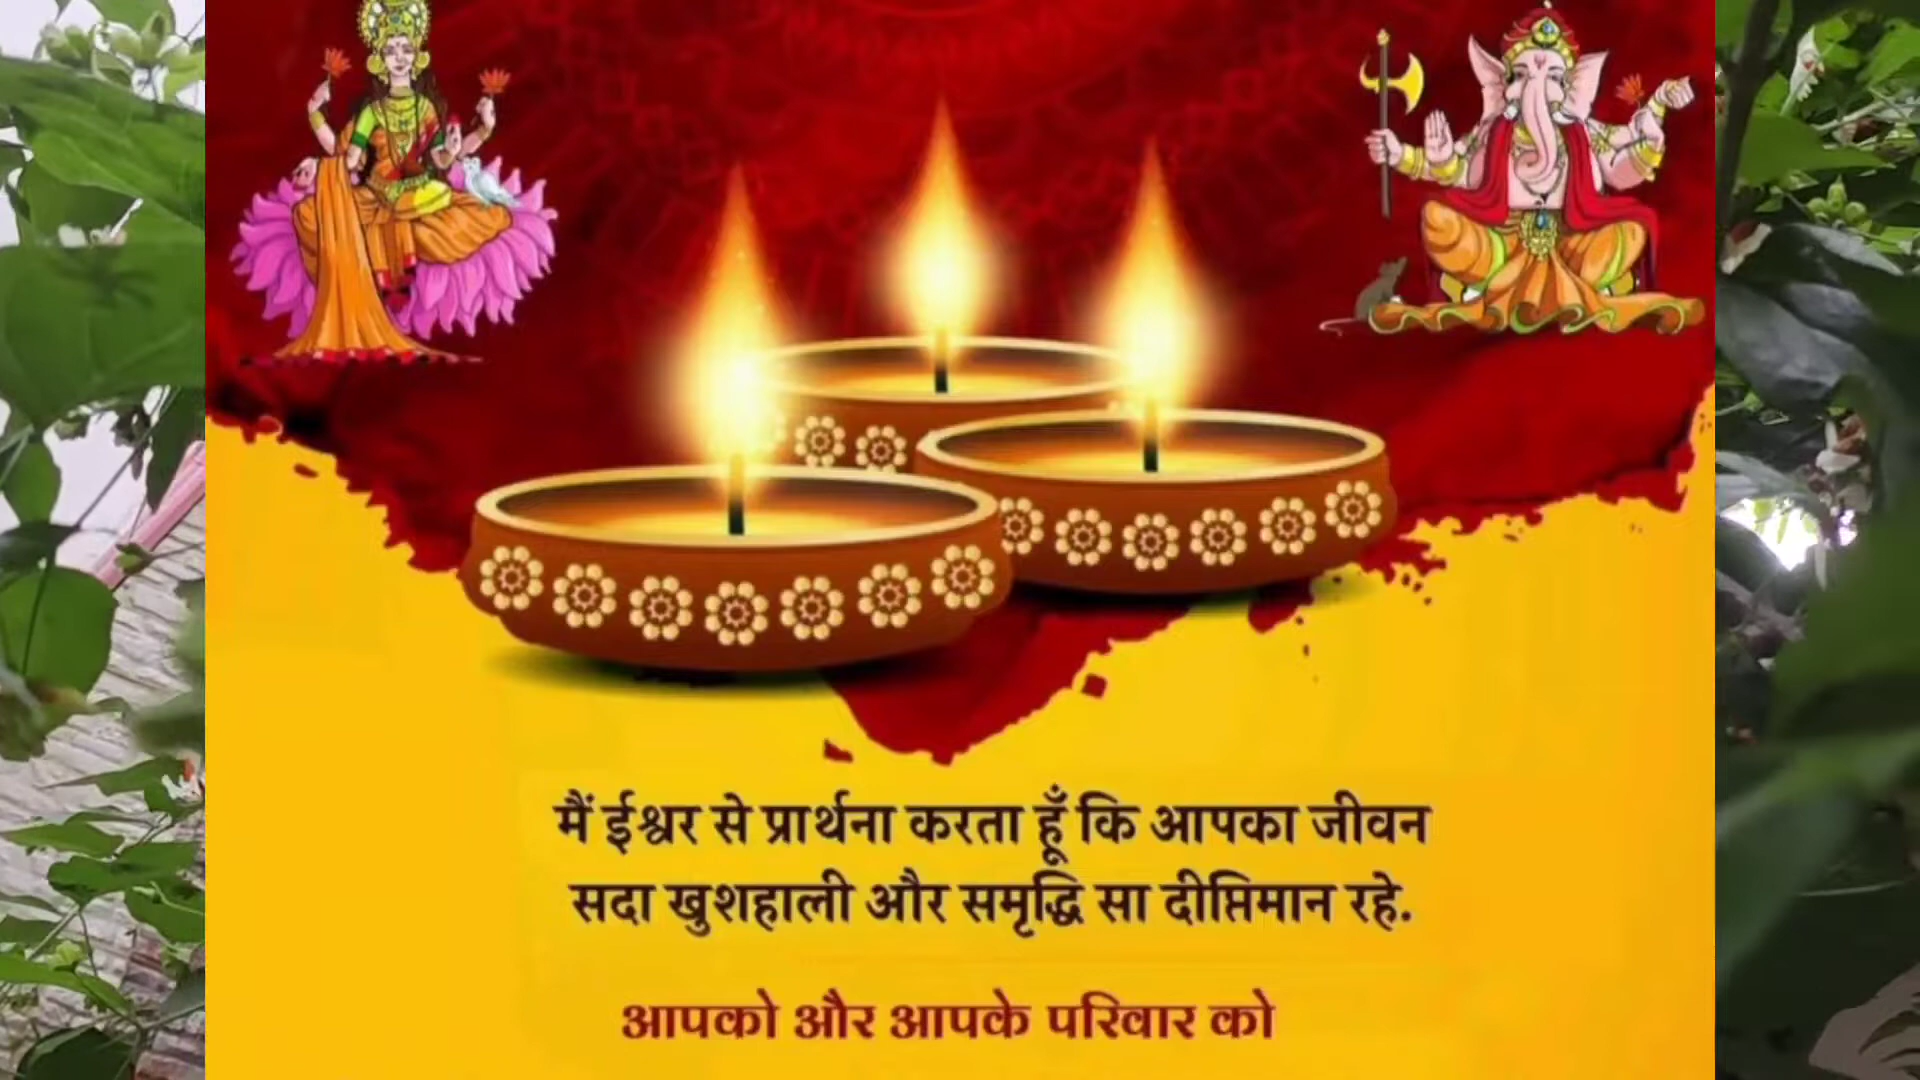 मैं ईश्वर से प्रार्थना करता हूँ कि आपका जीवन
सदा खुशहाली और समृद्धि सा दीप्तिमान रहे.
आपको और आपके परिवार को